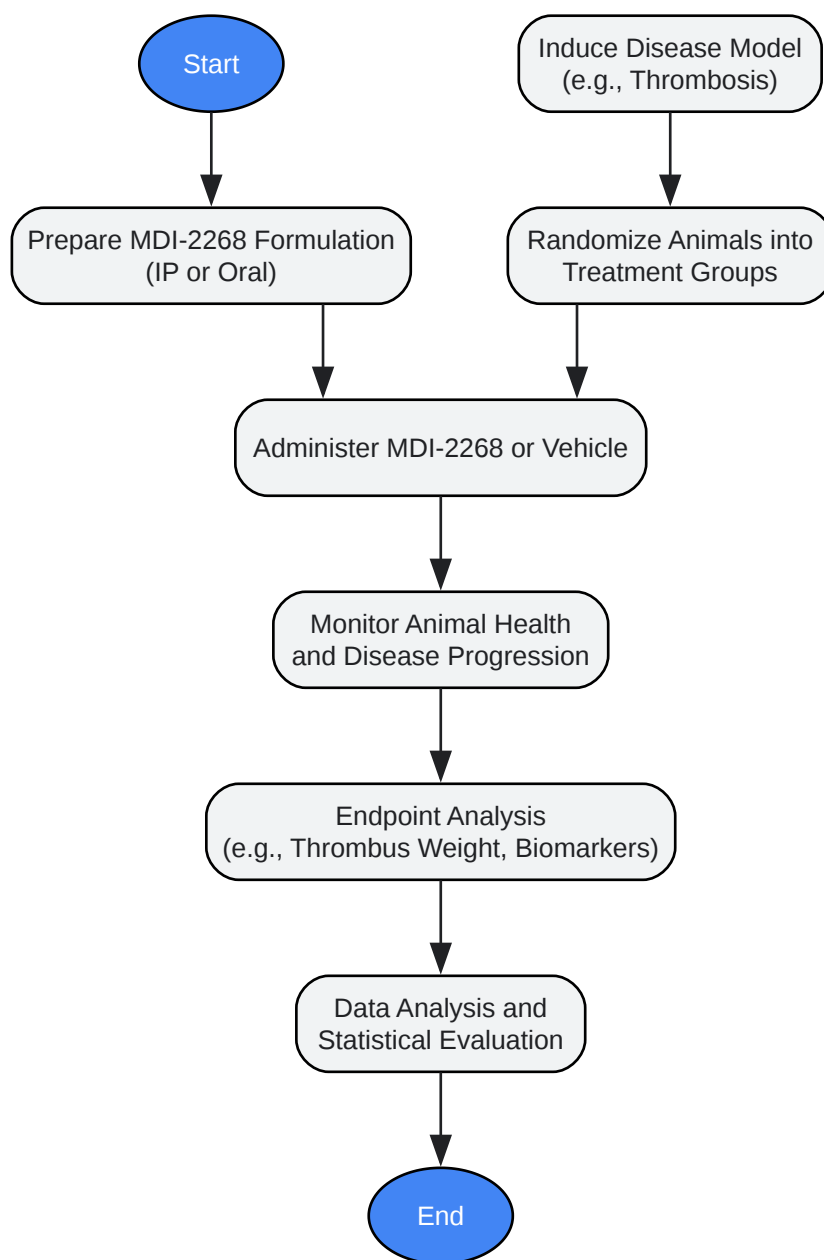 Start
Induce Disease Model
(e.g., Thrombosis)
Prepare MDI-2268 Formulation
(IP or Oral)
Randomize Animals into
Treatment Groups
Administer MDI-2268 or Vehicle
Monitor Animal Health
and Disease Progression
Endpoint Analysis
(e.g., Thrombus Weight, Biomarkers)
Data Analysis and
Statistical Evaluation
End